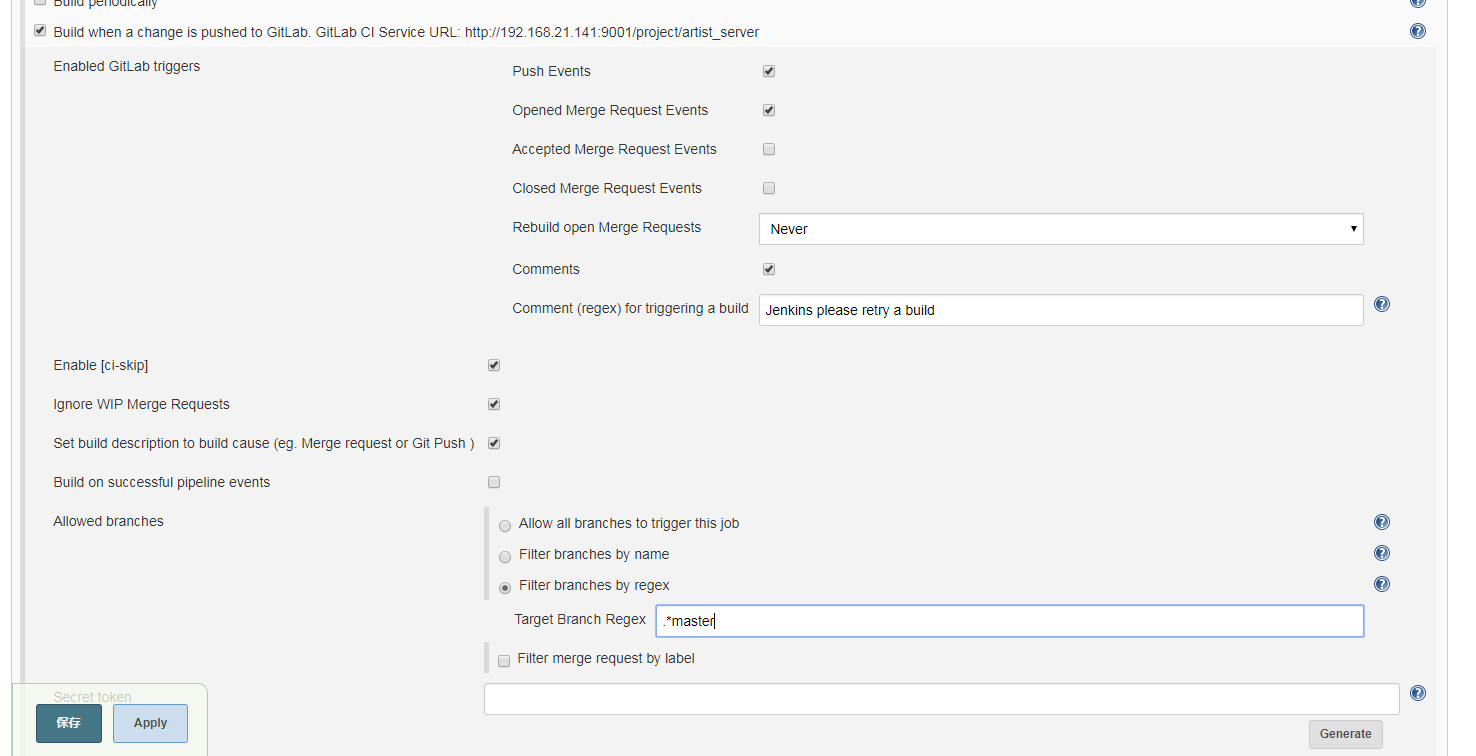 Build periodically
Build when a change is pushed to GitLab. GitLab CI Service URL: http://192.168.21.141:9001/project/artist_server
Enabled GitLab triggers
Push Events
Opened Merge Request Events
Accepted Merge Request Events
Closed Merge Request Events
Rebuild open Merge Requests
Never
Comments
Comment (regex) for triggering a build
Jenkins please retry a build
Enable [ci-skip]
Ignore WIP Merge Requests
Set build description to build cause (eg. Merge request or Git Push )
Build on successful pipeline events
Allowed branches
Allow all branches to trigger this job
Filter branches by name
Filter branches by regex
Target Branch Regex
.*master
Filter merge request by label
Secret token
保存
Apply
Generate